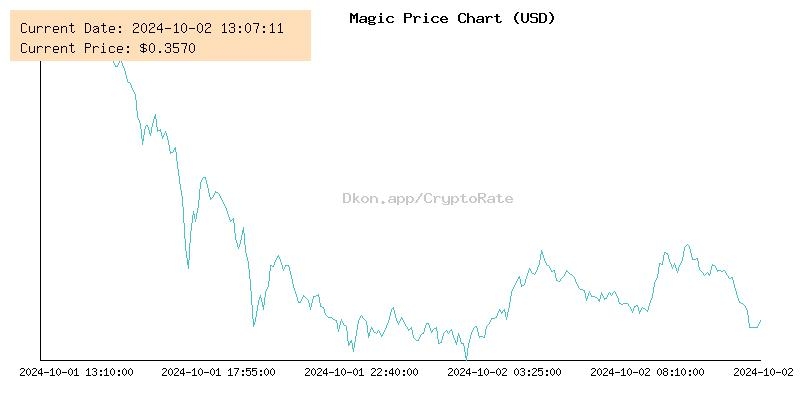 Magic Price Chart (USD)
Current Date: 2024-10-02 13:07:11
Current Price: $0.3570
Dkon.app/CryptoRate
2024-10-01 13:10:00 2024-10-01 17:55:00 2024-10-01 22:40:00 2024-10-02 03:25:00 2024-10-02 08:10:00 2024-10-02